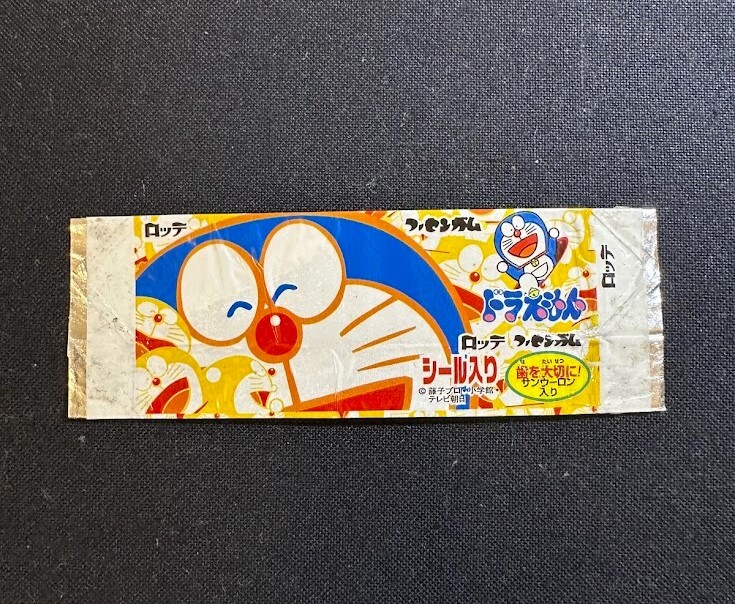 ロッテ
フーセンガム
ドラえもん
ロッテ フーセンガム
シール入り
© 藤子プロ・小学館・
テレビ朝日
は たいせつ
歯を大切に!
サンウーロン
入り
ロッテ